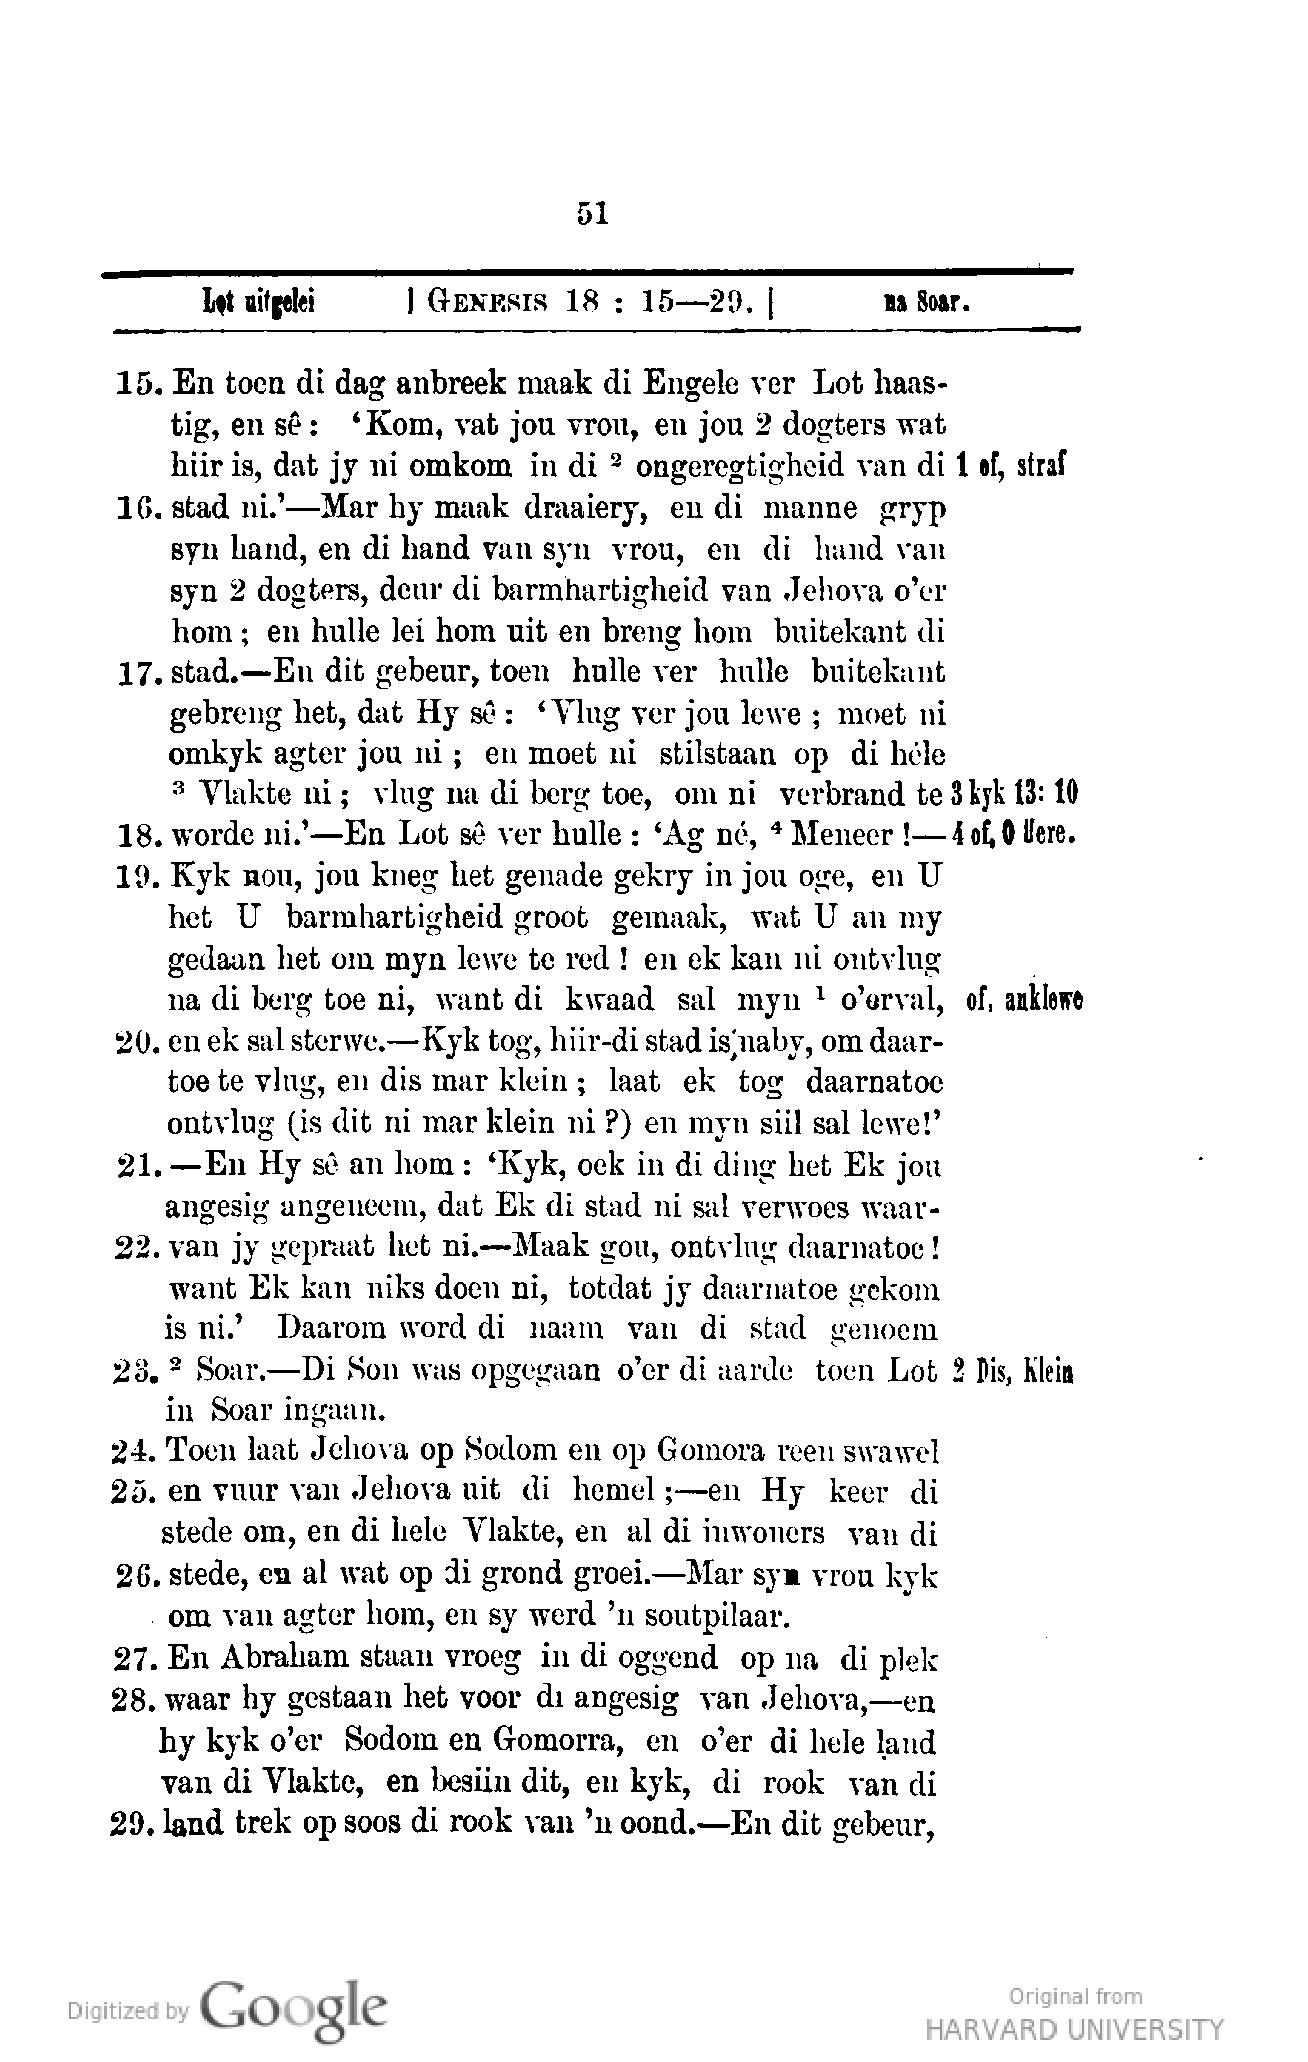 51
Lot uitgelei | GENESIS 18 : 15—29. | na Soar.
15. En toen di dag anbreek maak di Engele ver Lot haas-
tig, en sê : ‘Kom, vat jou vrou, en jou 2 dogters wat
hiir is, dat jy ni omkom in di ² ongeregtigheid van di 1 of, straf
16. stad ni.’—Mar hy maak draaiery, en di manne gryp
syn hand, en di hand van syn vrou, en di hand van
syn 2 dogters, deur di barmhartigheid van Jehova o’er
hom ; en hulle lei hom uit en breng hom buitekant di
17. stad.—En dit gebeur, toen hulle ver hulle buitekant
gebreng het, dat Hy sê : ‘Vlug ver jou lewe ; moet ni
omkyk agter jou ni ; en moet ni stilstaan op di héle
³ Vlakte ni ; vlug na di berg toe, om ni verbrand te 3 kyk 13: 10
18. worde ni.’—En Lot sê ver hulle : ‘Ag né, ⁴ Meneer !— 4 of, O Here.
19. Kyk nou, jou kneg het genade gekry in jou oge, en U
het U barmhartigheid groot gemaak, wat U an my
gedaan het om myn lewe te red ! en ek kan ni ontvlug
na di berg toe ni, want di kwaad sal myn ¹ o’erval, of, anklewe
20. en ek sal sterwe.—Kyk tog, hiir-di stad is naby, om daar-
toe te vlug, en dis mar klein ; laat ek tog daarnatoe
ontvlug (is dit ni mar klein ni ?) en myn siil sal lewe!’
21. —En Hy sê an hom : ‘Kyk, oek in di ding het Ek jou
angesig angeneem, dat Ek di stad ni sal verwoes waar-
22. van jy gepraat het ni.—Maak gou, ontvlug daarnatoe !
want Ek kan niks doen ni, totdat jy daarnatoe gekom
is ni.’ Daarom word di naam van di stad genoem
23. ² Soar.—Di Son was opgegaan o’er di aarde toen Lot 2 Dis, Klein
in Soar ingaan.
24. Toen laat Jehova op Sodom en op Gomora reen swawel
25. en vuur van Jehova uit di hemel ;—en Hy keer di
stede om, en di hele Vlakte, en al di inwoners van di
26. stede, en al wat op di grond groei.—Mar syn vrou kyk
om van agter hom, en sy werd ’n soutpilaar.
27. En Abraham staan vroeg in di oggend op na di plek
28. waar hy gestaan het voor di angesig van Jehova,—en
hy kyk o’er Sodom en Gomorra, en o’er di hele land
van di Vlakte, en besiin dit, en kyk, di rook van di
29. land trek op soos di rook van ’n oond.—En dit gebeur,
Digitized by Google
Original from
HARVARD UNIVERSITY